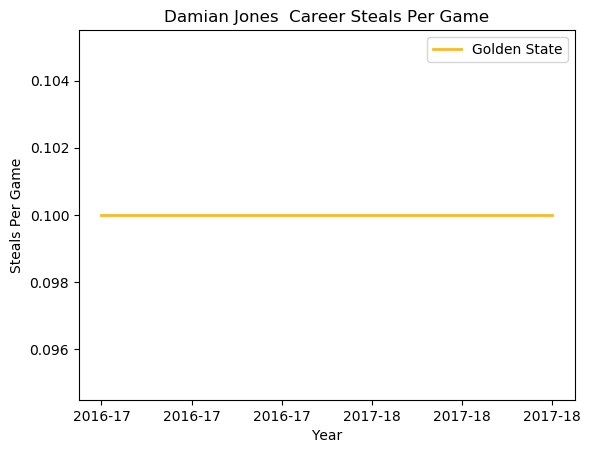 Damian Jones  Career Steals Per Game
Golden State
0.104
0.102
0.100
0.098
0.096
Steals Per Game
2016-17 2016-17 2016-17 2017-18 2017-18 2017-18
Year